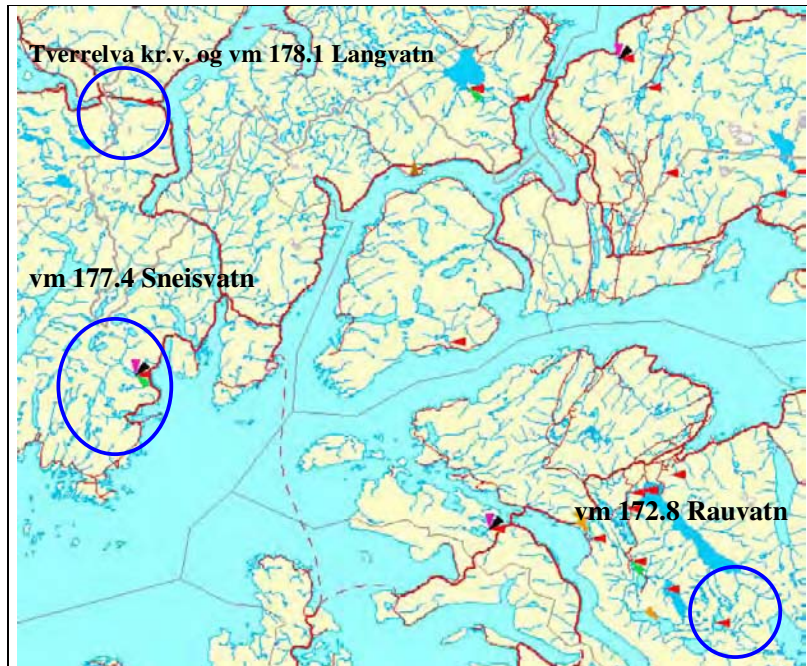 Tverrelva kr.v. og vm 178.1 Langvatn
vm 177.4 Sneisvatn
vm 172.8 Rauvatn